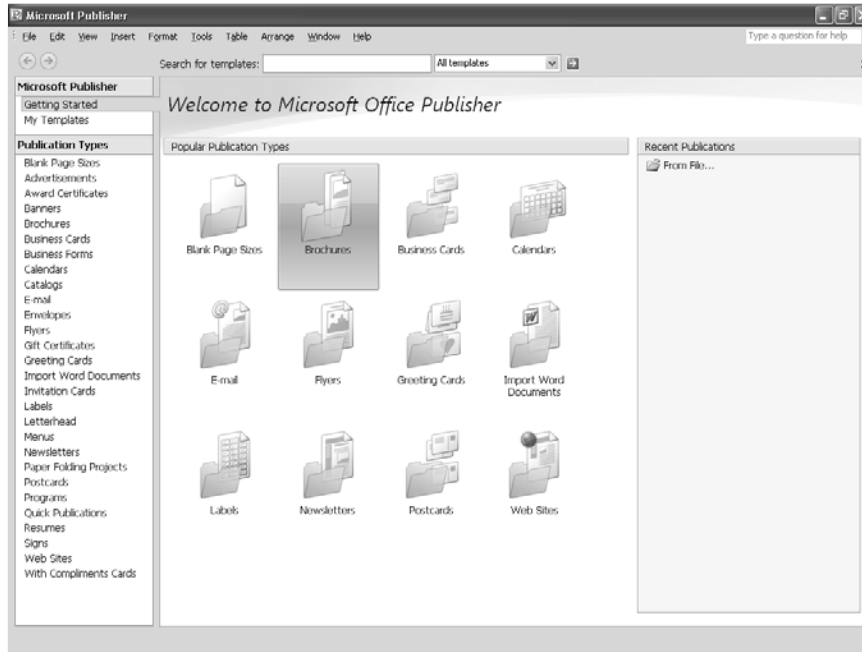 Microsoft Publisher
File Edit View Insert Format Tools Table Arrange Window Help
Type a question for help
Search for templates:
All templates
Microsoft Publisher
Getting Started
My Templates
Publication Types
Blank Page Sizes
Advertisements
Award Certificates
Banners
Brochures
Business Cards
Business Forms
Calendars
Catalogs
E-mail
Envelopes
Flyers
Gift Certificates
Greeting Cards
Import Word Documents
Invitation Cards
Labels
Letterhead
Menus
Newsletters
Paper Folding Projects
Postcards
Programs
Quick Publications
Resumes
Signs
Web Sites
With Compliments Cards
Welcome to Microsoft Office Publisher
Popular Publication Types
Blank Page Sizes
Brochures
Business Cards
Calendars
E-mail
Flyers
Greeting Cards
Import Word
Documents
Labels
Newsletters
Postcards
Web Sites
Recent Publications
From File...